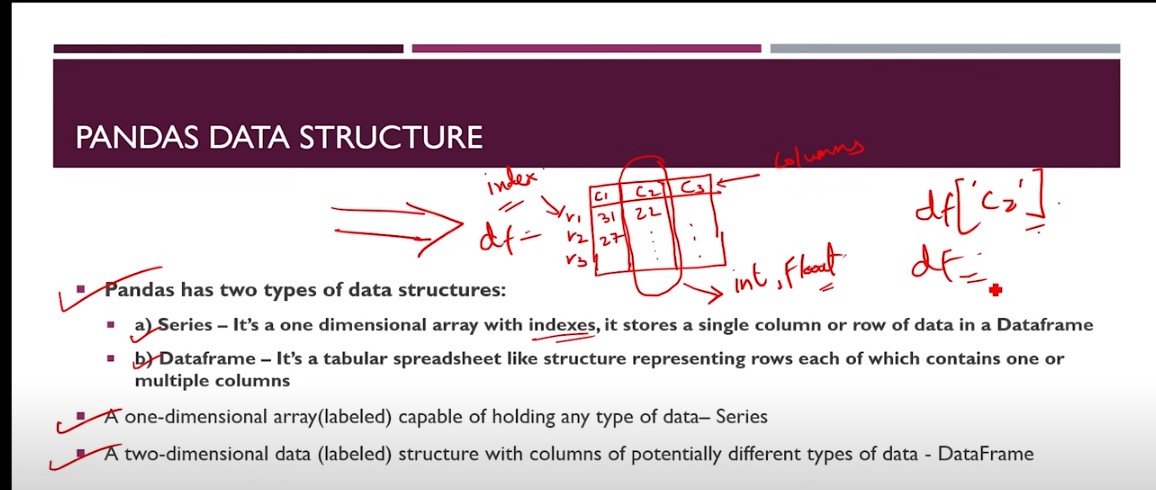 PANDAS DATA STRUCTURE
columns
index
c1 c2 c3
df = r1 31 22
r2 27
r3
df['c2']
df =
int, float
Pandas has two types of data structures:
a) Series – It's a one dimensional array with indexes, it stores a single column or row of data in a Dataframe
b) Dataframe – It's a tabular spreadsheet like structure representing rows each of which contains one or
multiple columns
A one-dimensional array(labeled) capable of holding any type of data– Series
A two-dimensional data (labeled) structure with columns of potentially different types of data - DataFrame